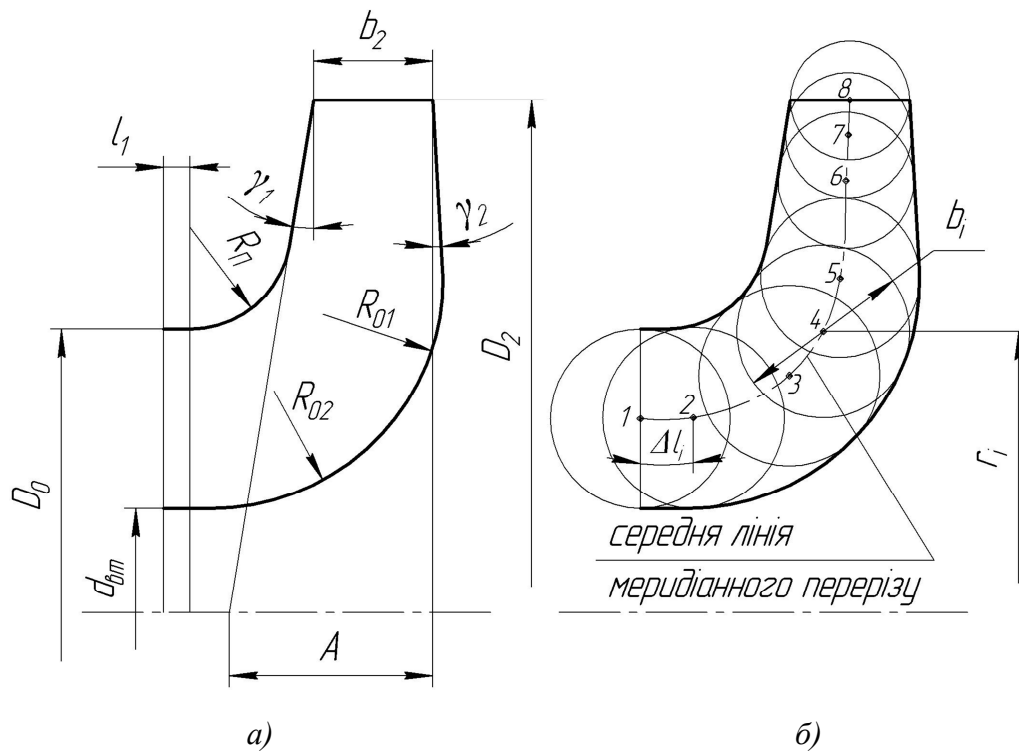 b2
l1
γ1
γ2
Rп
R01
R02
D2
D0
dвт
A
а)
8
7
6
bi
5
4
3
1
2
Δli
ri
середня лінія
меридіанного перерізу
б)